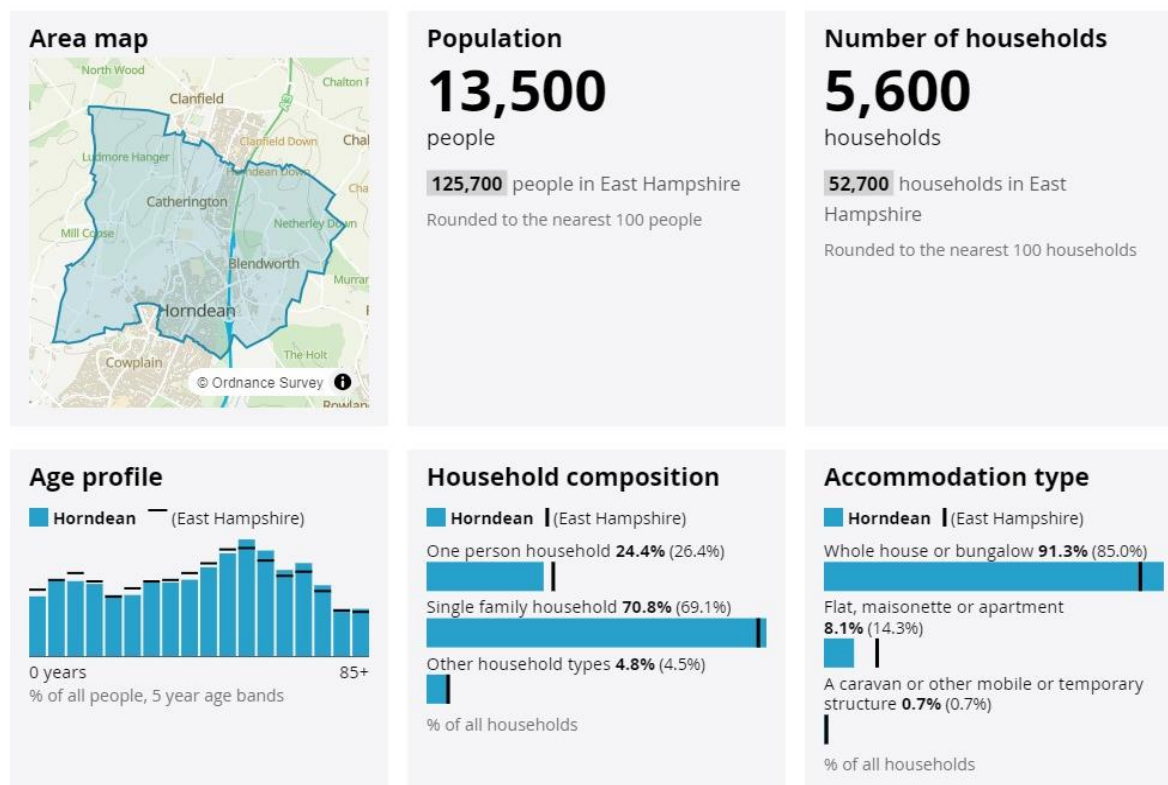 Area map
North Wood
Chalton
Clanfield
A3
Clanfield Down
Ludmore Hanger
Horndean Down
Catherington
Netherley Down
Mill Copse
Blendworth
Horndean
The Holt
Cowplain
© Ordnance Survey
Population
13,500
people
125,700 people in East Hampshire
Rounded to the nearest 100 people
Number of households
5,600
households
52,700 households in East
Hampshire
Rounded to the nearest 100 households
Age profile
Horndean (East Hampshire)
0 years 85+
% of all people, 5 year age bands
Household composition
Horndean (East Hampshire)
One person household 24.4% (26.4%)
Single family household 70.8% (69.1%)
Other household types 4.8% (4.5%)
% of all households
Accommodation type
Horndean (East Hampshire)
Whole house or bungalow 91.3% (85.0%)
Flat, maisonette or apartment
8.1% (14.3%)
A caravan or other mobile or temporary
structure 0.7% (0.7%)
% of all households